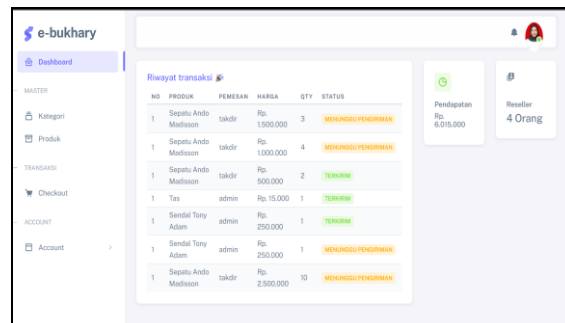 e-bukhary
Dashboard
MASTER
Kategori
Produk
TRANSAKSI
Checkout
ACCOUNT
Account
Riwayat transaksi 🎉
NO PRODUK PEMESAN HARGA QTY STATUS
1 Sepatu Ando Madisson takdir Rp. 1.500.000 3 MENUNGGU PENGIRIMAN
1 Sepatu Ando Madisson takdir Rp. 1.000.000 4 MENUNGGU PENGIRIMAN
1 Sepatu Ando Madisson takdir Rp. 500.000 2 TERKIRIM
1 Tas admin Rp. 15.000 1 TERKIRIM
1 Sendal Tony Adam admin Rp. 250.000 1 TERKIRIM
1 Sendal Tony Adam admin Rp. 250.000 1 MENUNGGU PENGIRIMAN
1 Sepatu Ando Madisson takdir Rp. 2.500.000 10 MENUNGGU PENGIRIMAN
Pendapatan
Rp.
6.015.000
Reseller
4 Orang